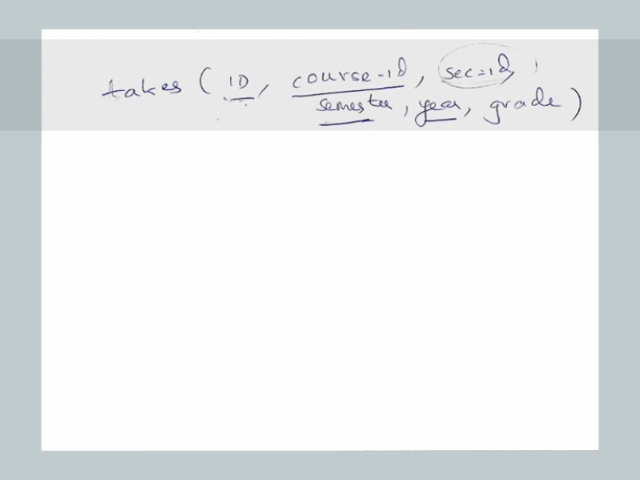 takes ( ID, course-id, sec-id,
semester, year, grade )